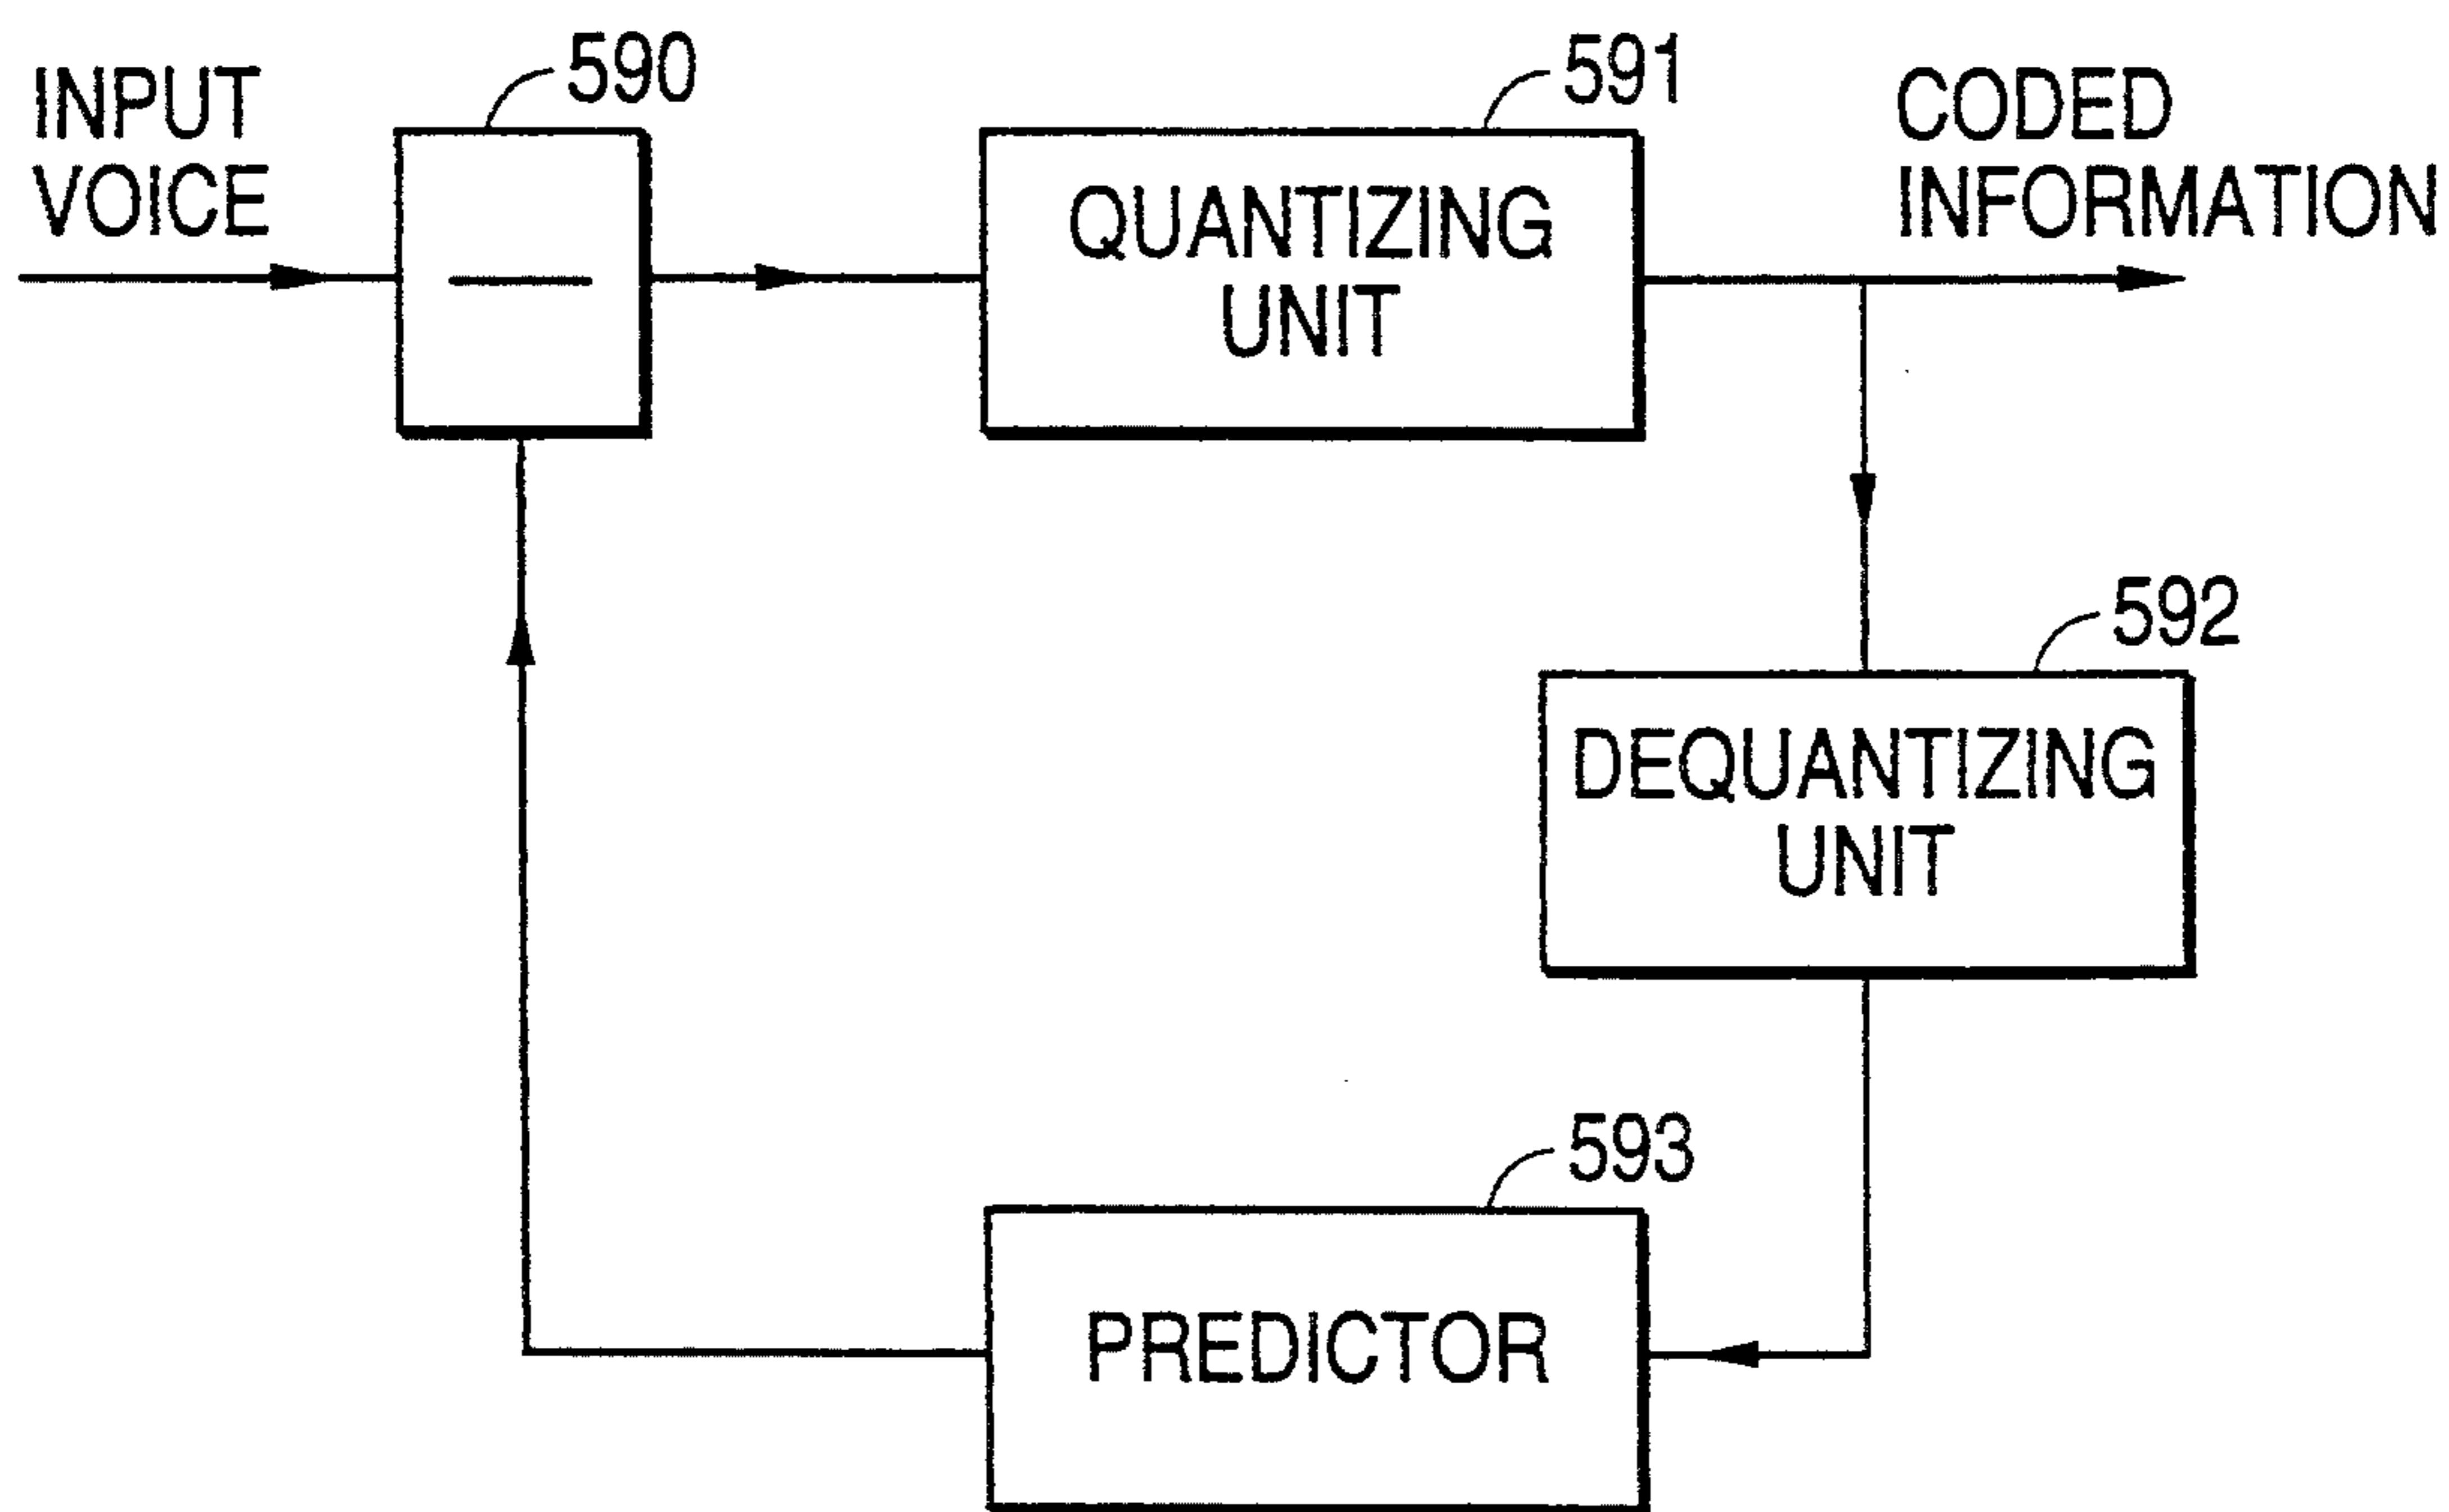 INPUT
VOICE
590
591
CODED
INFORMATION
QUANTIZING
UNIT
592
DEQUANTIZING
UNIT
593
PREDICTOR